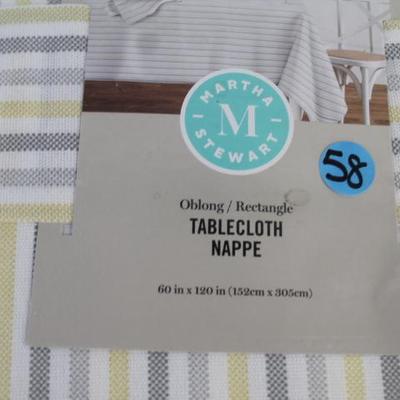 MARTHA
M
STEWART
58
Oblong / Rectangle
TABLECLOTH
NAPPE
60 in x 120 in (152cm x 305cm)